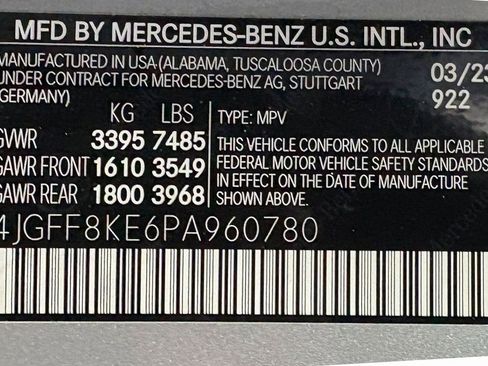 MFD BY MERCEDES-BENZ U.S. INTL., INC
MANUFACTURED IN USA (ALABAMA, TUSCALOOSA COUNTY) 03/23
UNDER CONTRACT FOR MERCEDES-BENZ AG, STUTTGART 922
(GERMANY)
KG LBS TYPE: MPV
GVWR 3395 7485 THIS VEHICLE CONFORMS TO ALL APPLICABLE
GAWR FRONT 1610 3549 FEDERAL MOTOR VEHICLE SAFETY STANDARDS
GAWR REAR 1800 3968 IN EFFECT ON THE DATE OF MANUFACTURE
4JGFF8KE6PA960780